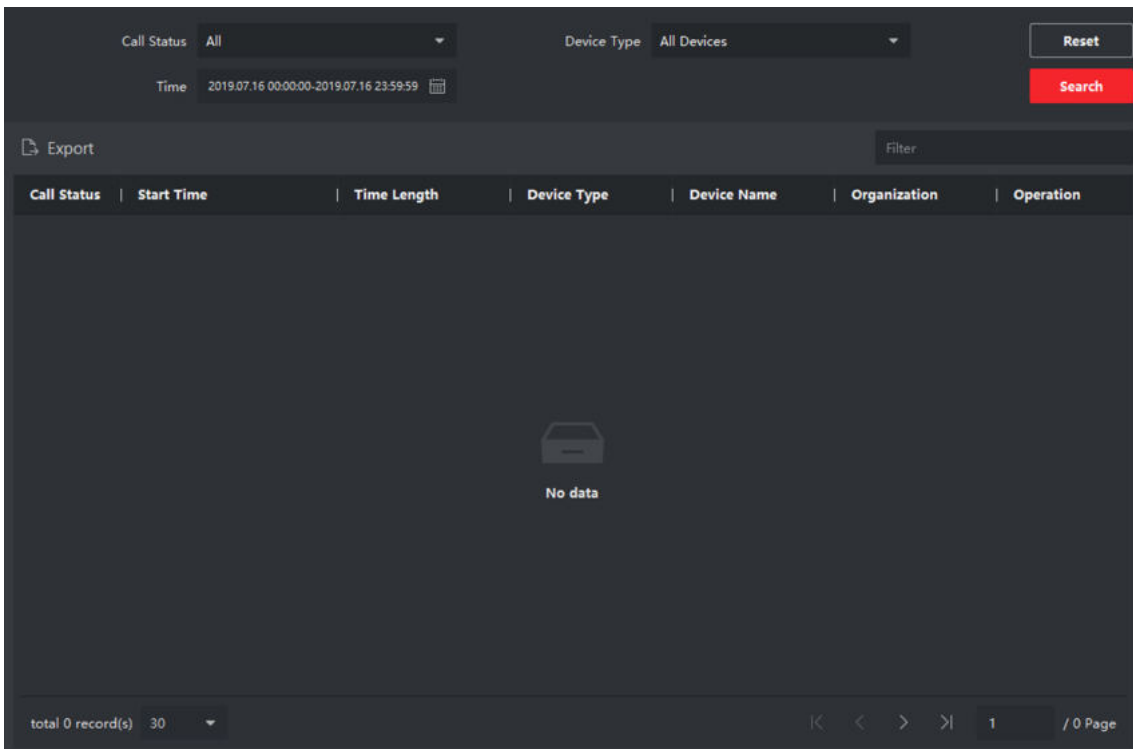 Call Status All Device Type All Devices Reset
Time 2019.07.16 00:00:00-2019.07.16 23:59:59 Search
Export Filter
Call Status | Start Time | Time Length | Device Type | Device Name | Organization | Operation
No data
total 0 record(s) 30 1 / 0 Page